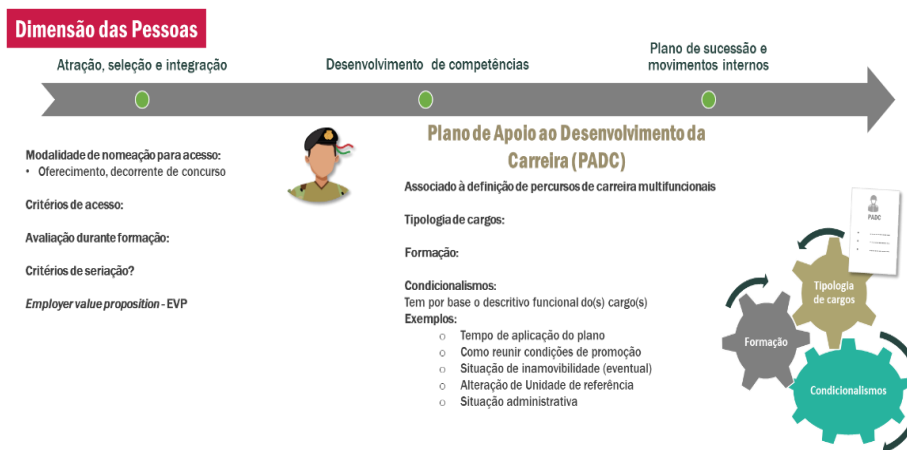 Dimensão das Pessoas
Atração, seleção e integração
Desenvolvimento de competências
Plano de sucessão e
movimentos internos
Modalidade de nomeação para acesso:
• Oferecimento, decorrente de concurso
Critérios de acesso:
Avaliação durante formação:
Critérios de seriação?
Employer value proposition - EVP
Plano de Apoio ao Desenvolvimento da
Carreira (PADC)
Associado à definição de percursos de carreira multifuncionais
Tipologia de cargos:
Formação:
Condicionalismos:
Tem por base o descritivo funcional do(s) cargo(s)
Exemplos:
o Tempo de aplicação do plano
o Como reunir condições de promoção
o Situação de inamovibilidade (eventual)
o Alteração de Unidade de referência
o Situação administrativa
PADC
Tipologia
de cargos
Formação
Condicionalismos